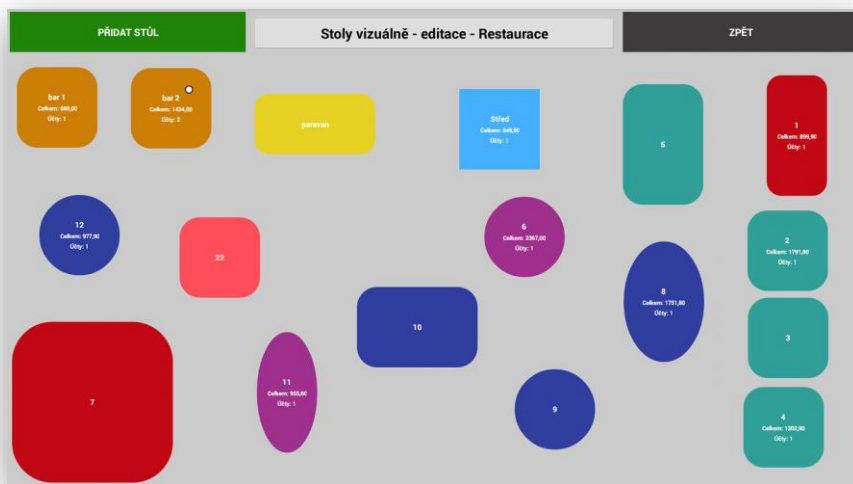 PŘIDAT STŮL
Stoly vizuálně - editace - Restaurace
ZPĚT
bar 1
Celkem: 680,00
Účty: 1
bar 2
Celkem: 1434,00
Účty: 2
paravan
Střed
Celkem: 849,90
Účty: 1
5
1
Celkem: 899,90
Účty: 1
12
Celkem: 977,90
Účty: 1
22
6
Celkem: 2367,00
Účty: 1
2
Celkem: 1791,80
Účty: 1
8
Celkem: 1751,80
Účty: 1
10
3
7
11
Účty: 1
9
4
Celkem: 1302,90
Účty: 1